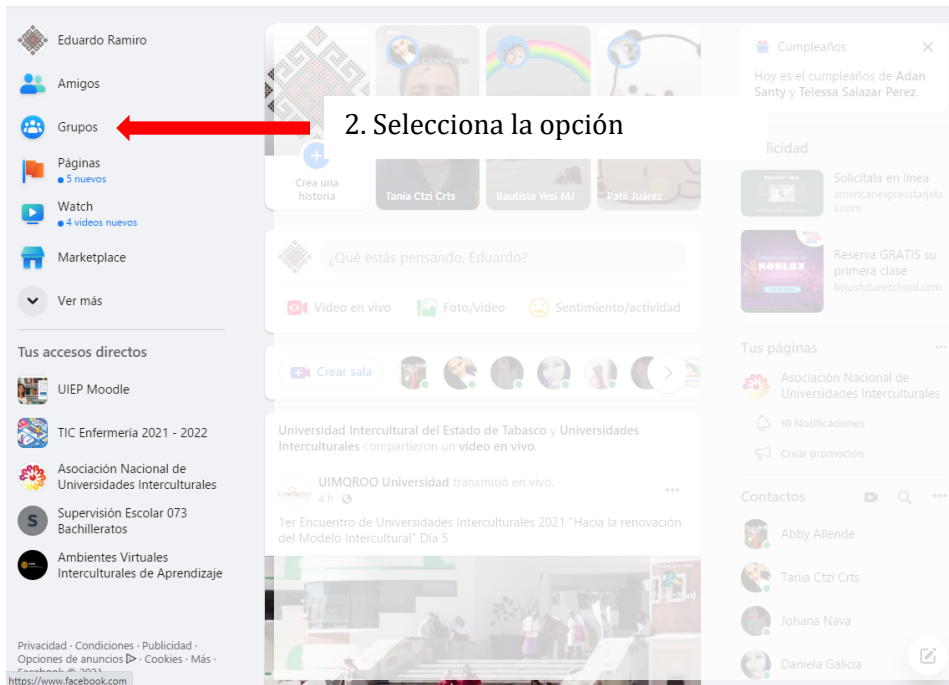 Eduardo Ramiro
Amigos
Grupos
Páginas
5 nuevos
Watch
4 videos nuevos
Marketplace
Ver más
Tus accesos directos
UIEP Moodle
TIC Enfermería 2021 - 2022
Asociación Nacional de
Universidades Interculturales
S
Supervisión Escolar 073
Bachilleratos
Ambientes Virtuales
Interculturales de Aprendizaje
Privacidad · Condiciones · Publicidad ·
Opciones de anuncios · Cookies · Más ·
Facebook © 2021
https://www.facebook.com
2. Selecciona la opción
Crea una
historia
Tania Ctzi Crts
Bautista Yesi MJ
Patii Juárez
¿Qué estás pensando, Eduardo?
Video en vivo
Foto/video
Sentimiento/actividad
Crear sala
Universidad Intercultural del Estado de Tabasco y Universidades
Interculturales compartieron un video en vivo.
UIMQROO Universidad transmitió en vivo.
4 h ·
1er Encuentro de Universidades Interculturales 2021 "Hacia la renovación
del Modelo Intercultural" Día 5
Cumpleaños
Hoy es el cumpleaños de Adan
Santy y Telessa Salazar Perez.
licidad
Solicítala en línea
americanexpresstarjeta
s.com
ROBLOX
Reserva GRATIS su
primera clase
byjusfutureschool.com
Tus páginas
Asociación Nacional de
Universidades Interculturales
10 Notificaciones
Crear promoción
Contactos
Abby Allende
Tania Ctzi Crts
Johana Nava
Daniela Galicia